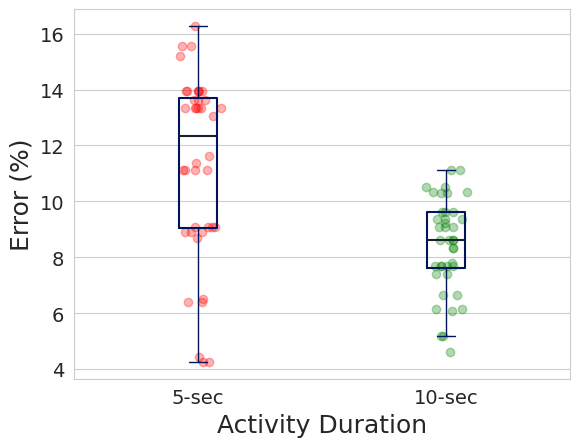 Error (%)
16
14
12
10
8
6
4
5-sec
10-sec
Activity Duration